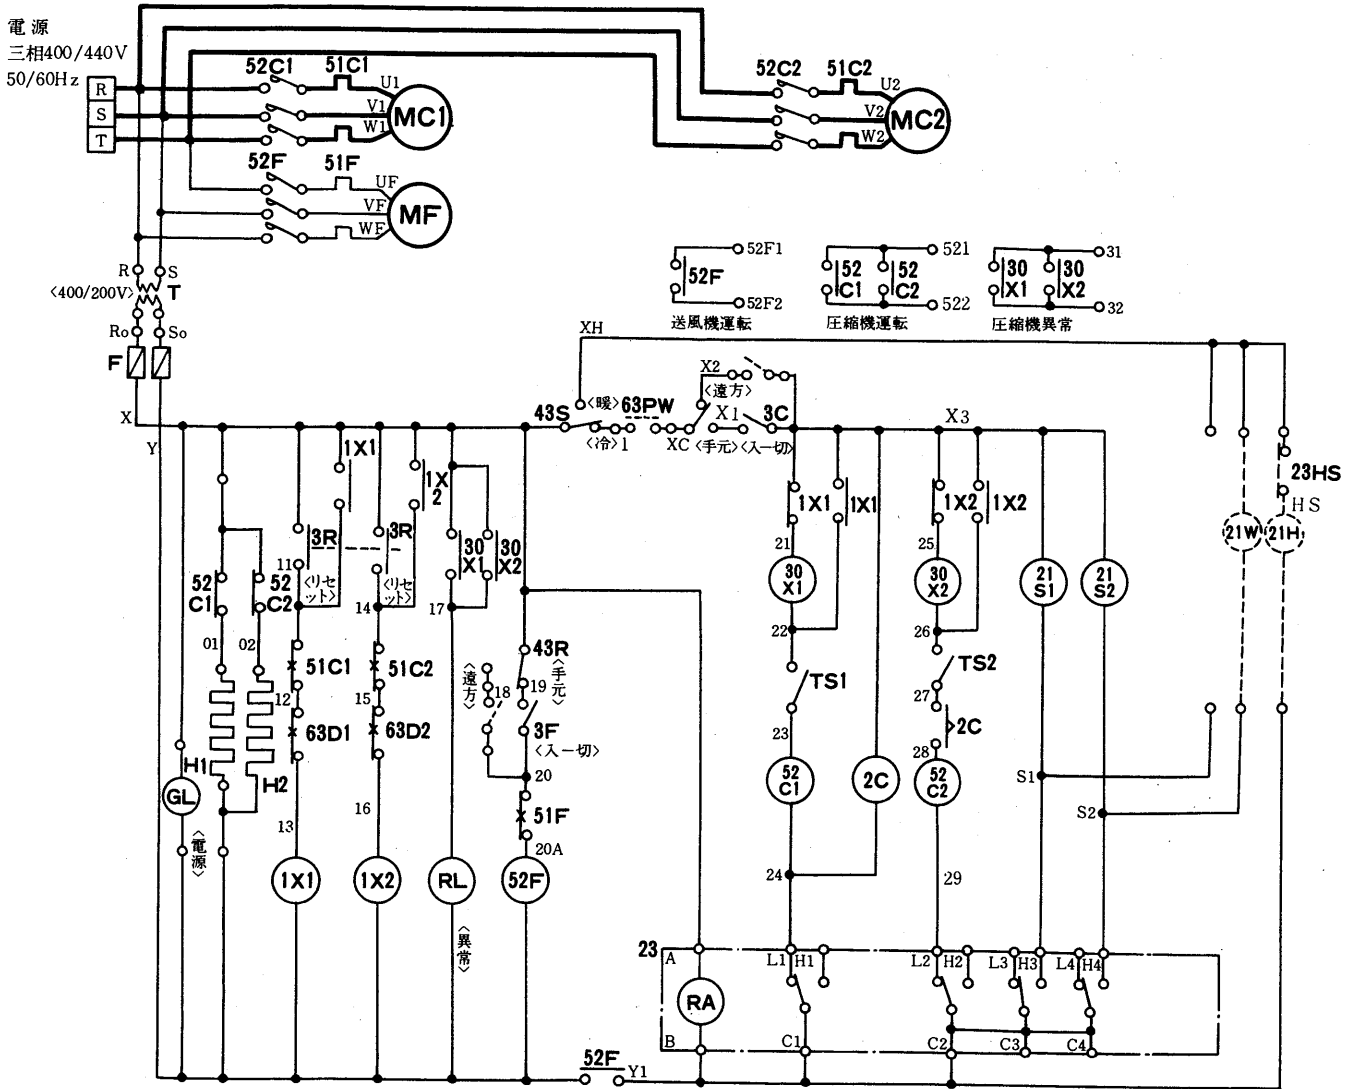 電源
三相400/440V
50/60Hz
R
S
T
52C1
51C1
U1
V1
W1
MC1
52C2
51C2
U2
V2
W2
MC2
52F
51F
UF
VF
WF
MF
R
S
〈400/200V〉
T
Ro
So
F
X
Y
52F
52F1
52F2
送風機運転
52
C1
52
C2
521
522
圧縮機運転
30
X1
30
X2
31
32
圧縮機異常
XH
〈暖〉
43S
〈冷〉
1
63PW
XC
X2
〈遠方〉
X1
〈手元〉
3C
〈入-切〉
X3
1X1
1X
2
3R
11
〈リセット〉
3R
14
〈リセット〉
30
X1
30
X2
17
52
C1
52
C2
01
02
H1
H2
GL
〈電源〉
51C1
12
63D1
13
1X1
51C2
15
63D2
16
1X2
RL
〈異常〉
43R
〈手元〉
〈遠方〉
18
19
3F
〈入-切〉
20
51F
20A
52F
1X1
1X1
21
30
X1
22
TS1
23
52
C1
24
2C
1X2
1X2
25
30
X2
26
TS2
27
2C
28
52
C2
29
21
S1
21
S2
S1
S2
23HS
HS
21W
21H
23
A
RA
B
L1
H1
C1
L2
H2
C2
L3
H3
C3
L4
H4
C4
52F
Y1